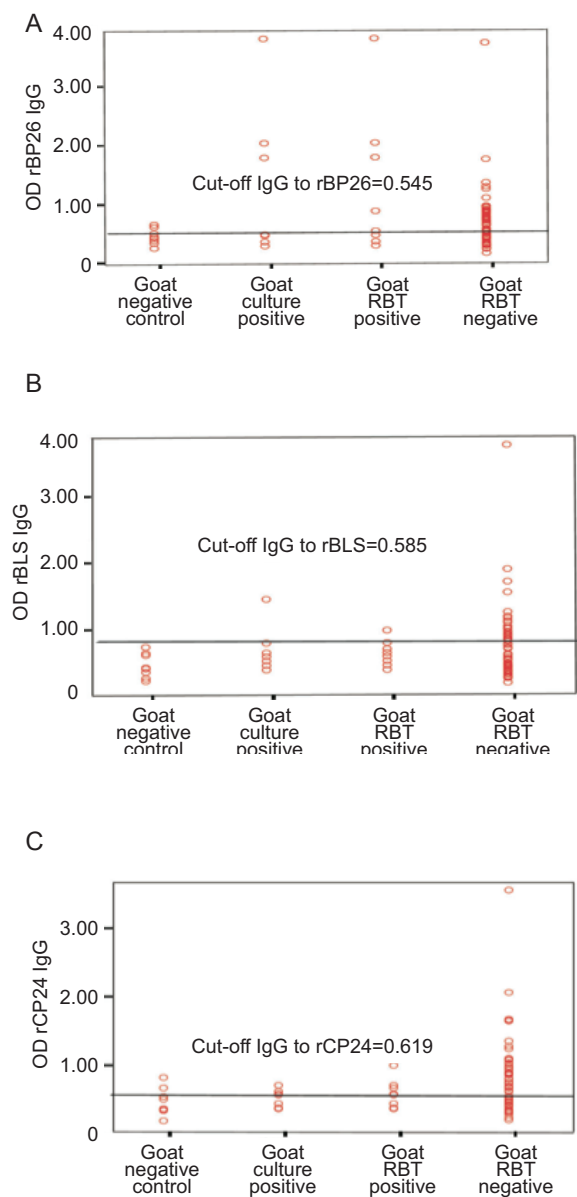 A
4.00
3.00
2.00
1.00
0
OD rBP26 IgG
Cut-off IgG to rBP26=0.545
Goat Goat Goat Goat
negative culture RBT RBT
control positive positive negative
B
4.00
3.00
2.00
1.00
0
OD rBLS IgG
Cut-off IgG to rBLS=0.585
Goat Goat Goat Goat
negative culture RBT RBT
control positive positive negative
C
3.00
2.00
1.00
0
OD rCP24 IgG
Cut-off IgG to rCP24=0.619
Goat Goat Goat Goat
negative culture RBT RBT
control positive positive negative